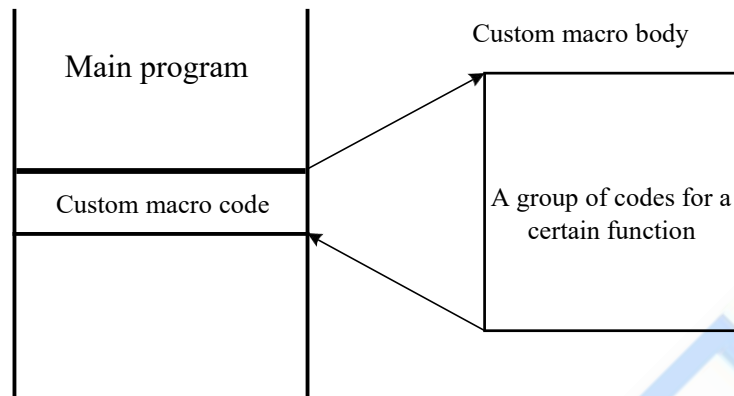 Custom macro body
Main program
Custom macro code
A group of codes for a
certain function